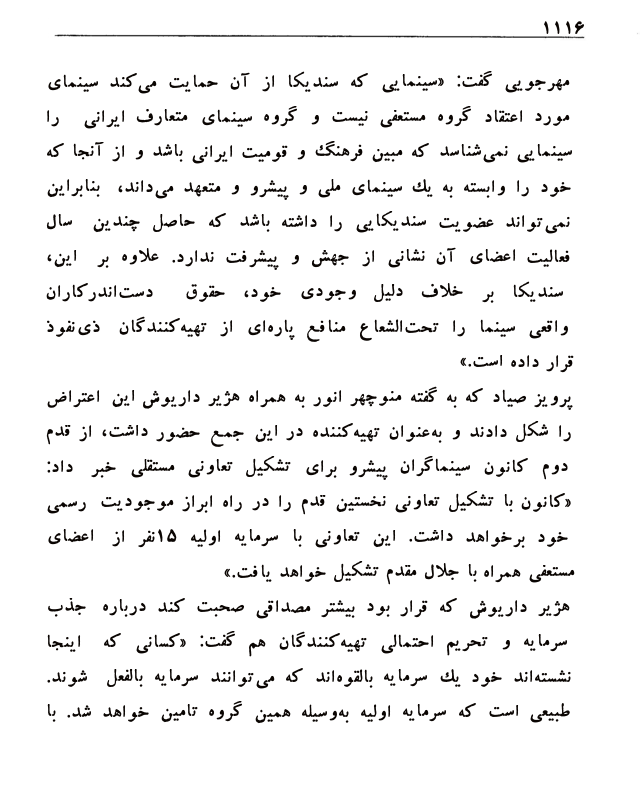 ۱۱۱۶
مهرجویی گفت: «سینمایی که سندیکا از آن حمایت می‌کند سینمای
مورد اعتقاد گروه مستعفی نیست و گروه سینمای متعارف ایرانی را
سینمایی نمی‌شناسد که مبین فرهنگ و قومیت ایرانی باشد و از آنجا که
خود را وابسته به یك سینمای ملی و پیشرو و متعهد می‌داند، بنابراین
نمی‌تواند عضویت سندیکایی را داشته باشد که حاصل چندین سال
فعالیت اعضای آن نشانی از جهش و پیشرفت ندارد. علاوه بر این،
سندیکا بر خلاف دلیل وجودی خود، حقوق دست‌اندرکاران
واقعی سینما را تحت‌الشعاع منافع پاره‌ای از تهیه‌کنندگان ذی‌نفوذ
قرار داده است.»
پرویز صیاد که به گفته منوچهر انور به همراه هژیر داریوش این اعتراض
را شکل دادند و به‌عنوان تهیه‌کننده در این جمع حضور داشت، از قدم
دوم کانون سینماگران پیشرو برای تشکیل تعاونی مستقلی خبر داد:
«کانون با تشکیل تعاونی نخستین قدم را در راه ابراز موجودیت رسمی
خود برخواهد داشت. این تعاونی با سرمایه اولیه ۱۵نفر از اعضای
مستعفی همراه با جلال مقدم تشکیل خواهد یافت.»
هژیر داریوش که قرار بود بیشتر مصداقی صحبت کند درباره جذب
سرمایه و تحریم احتمالی تهیه‌کنندگان هم گفت: «کسانی که اینجا
نشسته‌اند خود یك سرمایه بالقوه‌اند که می‌توانند سرمایه بالفعل شوند.
طبیعی است که سرمایه اولیه به‌وسیله همین گروه تامین خواهد شد. با